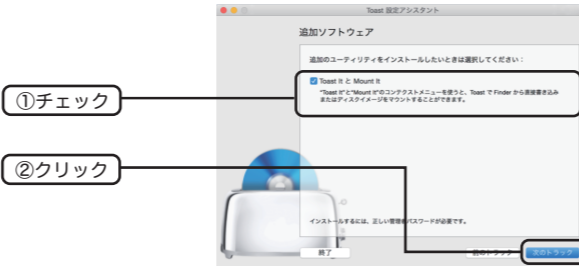 Toast 設定アシスタント
追加ソフトウェア
追加のユーティリティをインストールしたいときは選択してください：
①チェック
Toast It と Mount It
"Toast It"と"Mount It"のコンテクストメニューを使うと、Toast で Finder から直接書き込み
またはディスクイメージをマウントすることができます。
②クリック
インストールするには、正しい管理者パスワードが必要です。
終了
前のトラック
次のトラック